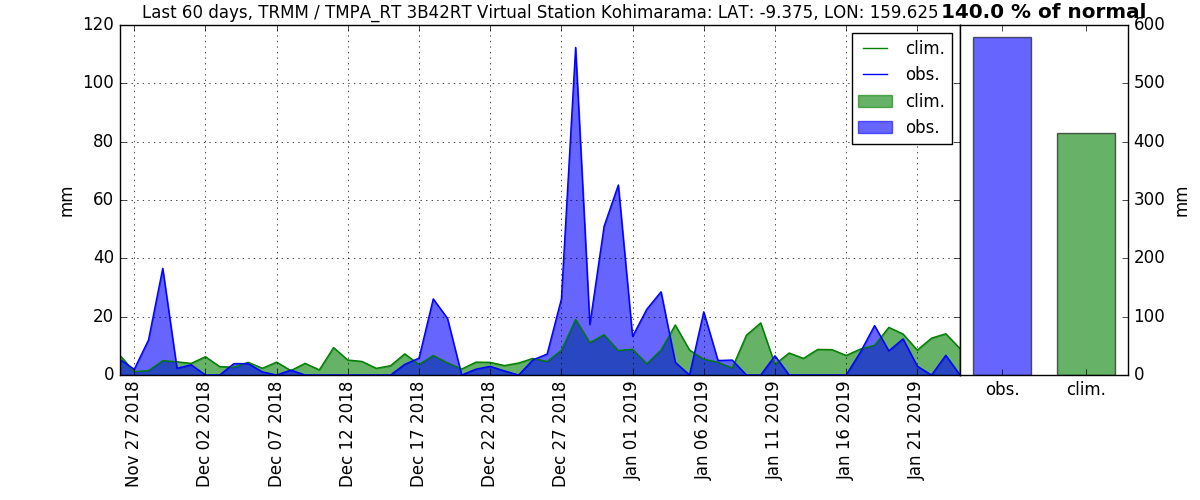 Last 60 days, TRMM / TMPA_RT 3B42RT Virtual Station Kohimarama: LAT: -9.375, LON: 159.625
140.0 % of normal
120
100
80
60
40
20
0
mm
clim.
obs.
clim.
obs.
600
500
400
300
200
100
0
mm
Nov 27 2018
Dec 02 2018
Dec 07 2018
Dec 12 2018
Dec 17 2018
Dec 22 2018
Dec 27 2018
Jan 01 2019
Jan 06 2019
Jan 11 2019
Jan 16 2019
Jan 21 2019
obs.
clim.